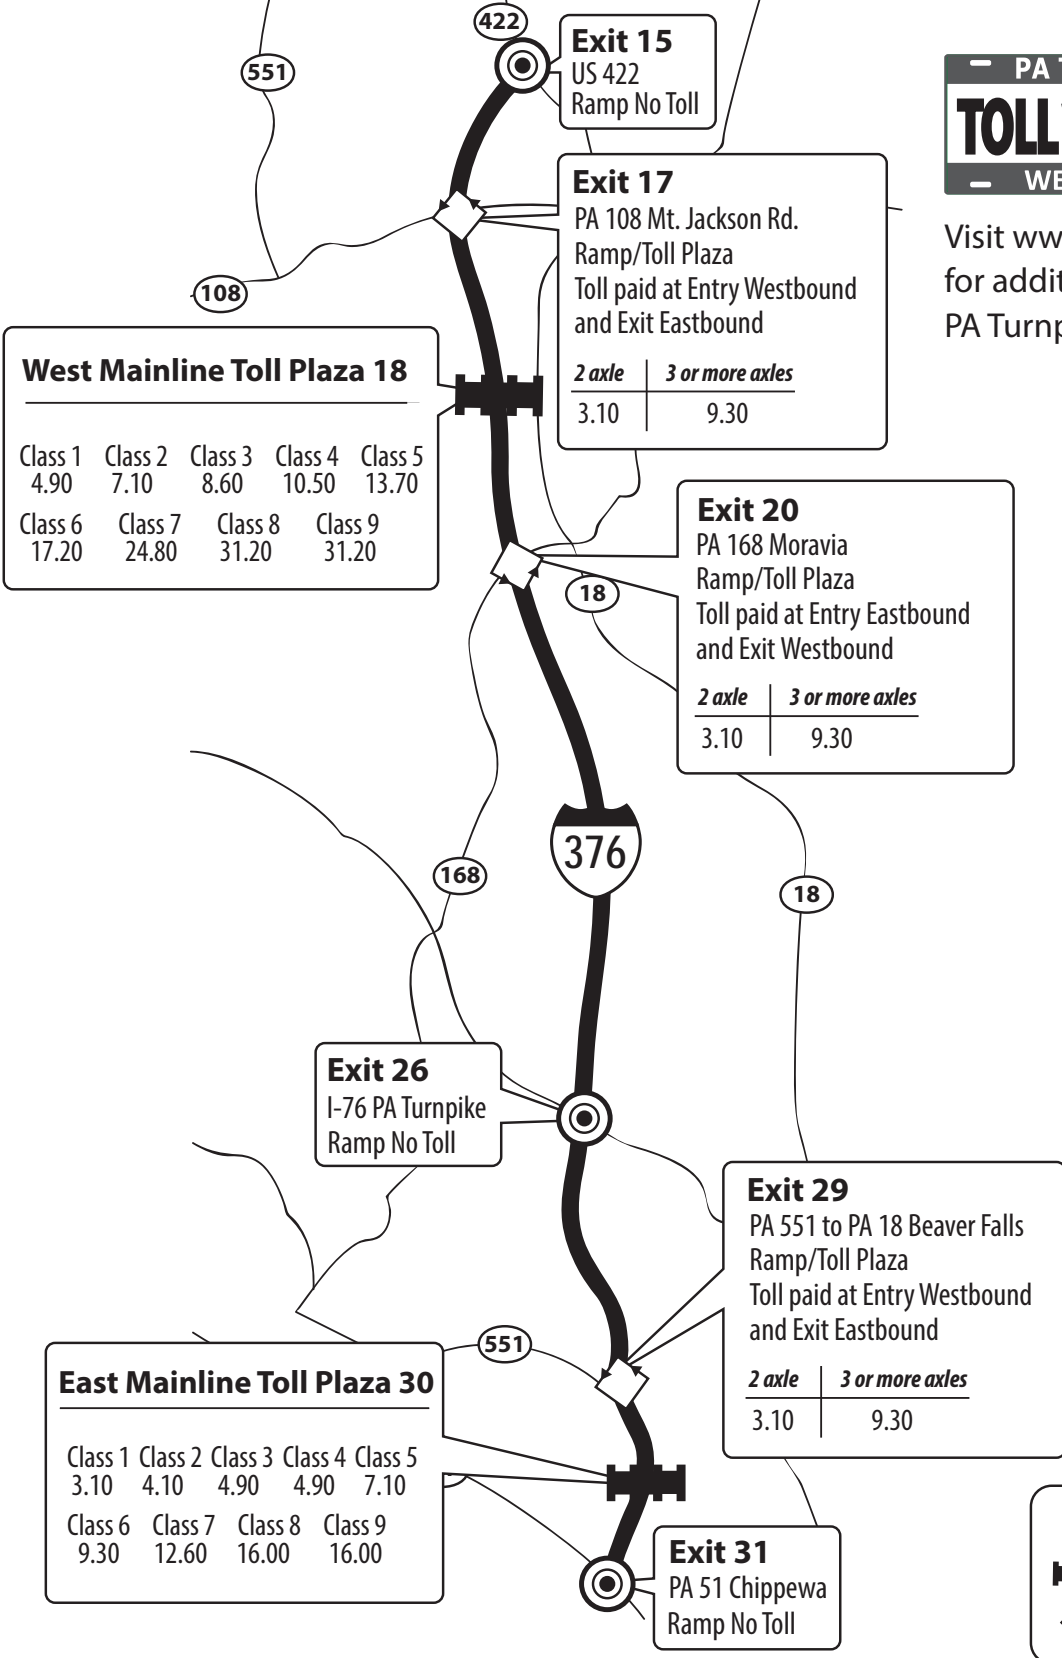 422
551
Exit 15
US 422
Ramp No Toll
PA
TOLL
Visit
for
PA
Exit 17
PA 108 Mt. Jackson Rd.
Ramp/Toll Plaza
Toll paid at Entry Westbound
and Exit Eastbound
2 axle 3 or more axles
3.10 9.30
108
West Mainline Toll Plaza 18
Class 1 Class 2 Class 3 Class 4 Class 5
4.90 7.10 8.60 10.50 13.70
Class 6 Class 7 Class 8 Class 9
17.20 24.80 31.20 31.20
Exit 20
PA 168 Moravia
Ramp/Toll Plaza
Toll paid at Entry Eastbound
and Exit Westbound
2 axle 3 or more axles
3.10 9.30
18
376
168
18
Exit 26
I-76 PA Turnpike
Ramp No Toll
Exit 29
PA 551 to PA 18 Beaver Falls
Ramp/Toll Plaza
Toll paid at Entry Westbound
and Exit Eastbound
2 axle 3 or more axles
3.10 9.30
551
East Mainline Toll Plaza 30
Class 1 Class 2 Class 3 Class 4 Class 5
3.10 4.10 4.90 4.90 7.10
Class 6 Class 7 Class 8 Class 9
9.30 12.60 16.00 16.00
Exit 31
PA 51 Chippewa
Ramp No Toll